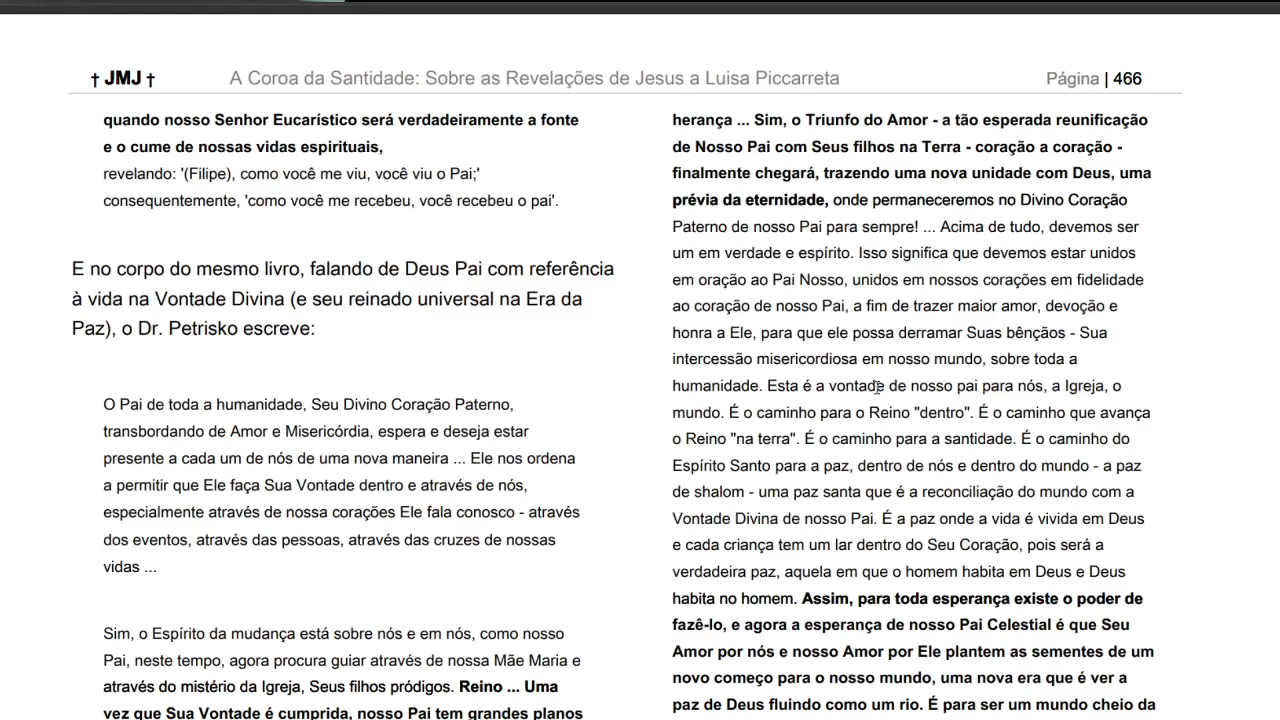 † JMJ † A Coroa da Santidade: Sobre as Revelações de Jesus a Luisa Piccarreta Página | 466
quando nosso Senhor Eucarístico será verdadeiramente a fonte
e o cume de nossas vidas espirituais,
revelando: '(Filipe), como você me viu, você viu o Pai;'
consequentemente, 'como você me recebeu, você recebeu o pai'.
E no corpo do mesmo livro, falando de Deus Pai com referência
à vida na Vontade Divina (e seu reinado universal na Era da
Paz), o Dr. Petrisko escreve:
O Pai de toda a humanidade, Seu Divino Coração Paterno,
transbordando de Amor e Misericórdia, espera e deseja estar
presente a cada um de nós de uma nova maneira ... Ele nos ordena
a permitir que Ele faça Sua Vontade dentro e através de nós,
especialmente através de nossa corações Ele fala conosco - através
dos eventos, através das pessoas, através das cruzes de nossas
vidas ...
Sim, o Espírito da mudança está sobre nós e em nós, como nosso
Pai, neste tempo, agora procura guiar através de nossa Mãe Maria e
através do mistério da Igreja, Seus filhos pródigos. Reino ... Uma
vez que Sua Vontade é cumprida, nosso Pai tem grandes planos
herança ... Sim, o Triunfo do Amor - a tão esperada reunificação
de Nosso Pai com Seus filhos na Terra - coração a coração -
finalmente chegará, trazendo uma nova unidade com Deus, uma
prévia da eternidade, onde permaneceremos no Divino Coração
Paterno de nosso Pai para sempre! ... Acima de tudo, devemos ser
um em verdade e espírito. Isso significa que devemos estar unidos
em oração ao Pai Nosso, unidos em nossos corações em fidelidade
ao coração de nosso Pai, a fim de trazer maior amor, devoção e
honra a Ele, para que ele possa derramar Suas bênçãos - Sua
intercessão misericordiosa em nosso mundo, sobre toda a
humanidade. Esta é a vontade de nosso pai para nós, a Igreja, o
mundo. É o caminho para o Reino "dentro". É o caminho que avança
o Reino "na terra". É o caminho para a santidade. É o caminho do
Espírito Santo para a paz, dentro de nós e dentro do mundo - a paz
de shalom - uma paz santa que é a reconciliação do mundo com a
Vontade Divina de nosso Pai. É a paz onde a vida é vivida em Deus
e cada criança tem um lar dentro do Seu Coração, pois será a
verdadeira paz, aquela em que o homem habita em Deus e Deus
habita no homem. Assim, para toda esperança existe o poder de
fazê-lo, e agora a esperança de nosso Pai Celestial é que Seu
Amor por nós e nosso Amor por Ele plantem as sementes de um
novo começo para o nosso mundo, uma nova era que é ver a
paz de Deus fluindo como um rio. É para ser um mundo cheio da